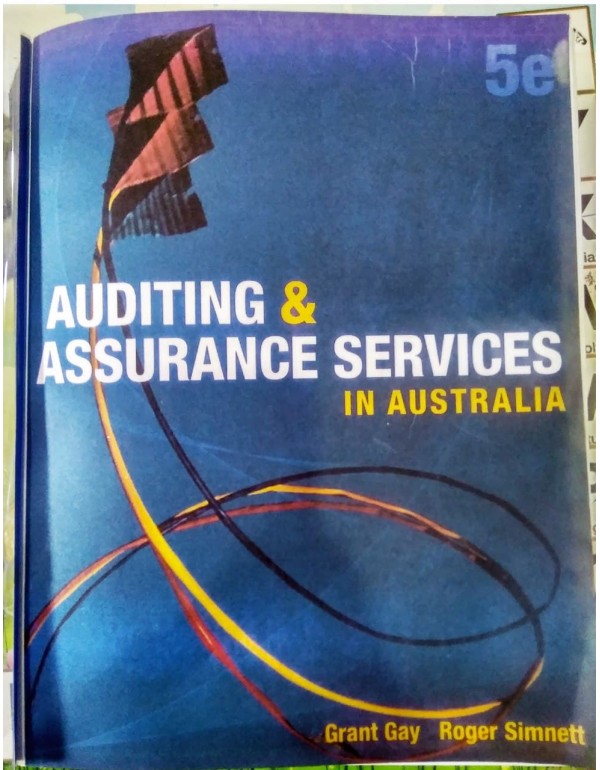 5e
AUDITING &
ASSURANCE SERVICES
IN AUSTRALIA
Grant Gay Roger Simnett